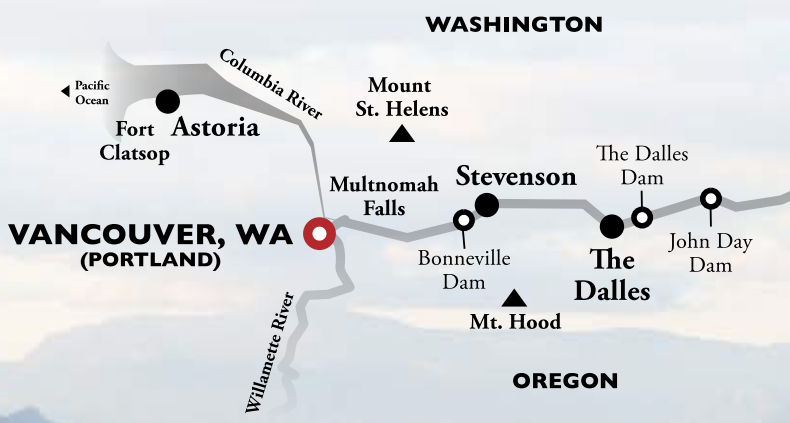 WASHINGTON
Columbia River
Pacific
Ocean
Mount
St. Helens
Fort
Clatsop
Astoria
The Dalles
Dam
Multnomah
Falls
Stevenson
VANCOUVER, WA
(PORTLAND)
Bonneville
Dam
The
Dalles
John Day
Dam
Mt. Hood
Willamette River
OREGON